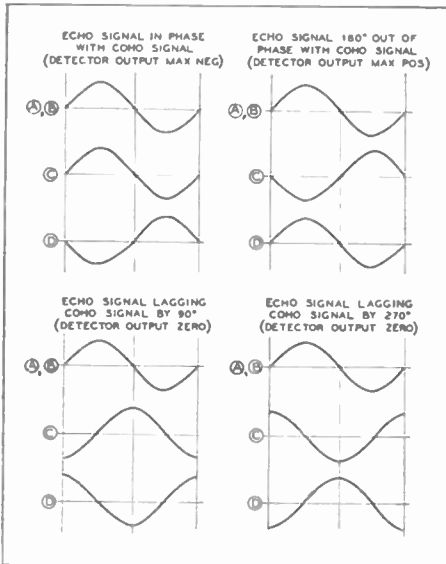 ECHO SIGNAL IN PHASE
WITH COHO SIGNAL
(DETECTOR OUTPUT MAX NEG)
A, B
C
D
ECHO SIGNAL 180° OUT OF
PHASE WITH COHO SIGNAL
(DETECTOR OUTPUT MAX POS)
A, B
C
D
ECHO SIGNAL LAGGING
COHO SIGNAL BY 90°
(DETECTOR OUTPUT ZERO)
A, B
C
D
ECHO SIGNAL LAGGING
COHO SIGNAL BY 270°
(DETECTOR OUTPUT ZERO)
A, B
C
D